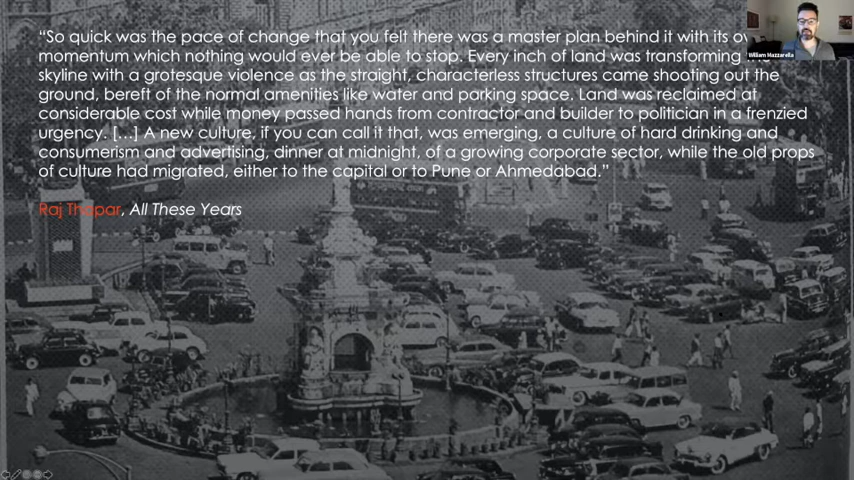 “So quick was the pace of change that you felt there was a master plan behind it with its
momentum which nothing would ever be able to stop. Every inch of land was transforming
skyline with a grotesque violence as the straight, characterless structures came shooting out the
ground, bereft of the normal amenities like water and parking space. Land was reclaimed at
considerable cost while money passed hands from contractor and builder to politician in a frenzied
urgency. […] A new culture, if you can call it that, was emerging, a culture of hard drinking and
consumerism and advertising, dinner at midnight, of a growing corporate sector, while the old props
of culture had migrated, either to the capital or to Pune or Ahmedabad.”
Raj Thapar, All These Years
William Mazzarella